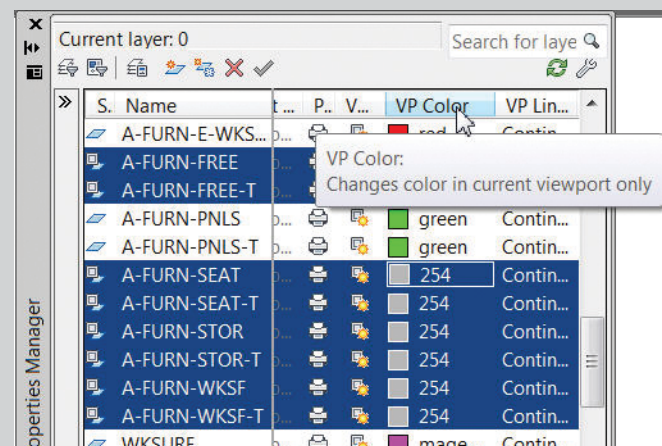 Current layer: 0
Search for laye
S. Name t ... P.. V... VP Color VP Lin...
A-FURN-E-WKS... red Contin...
A-FURN-FREE
A-FURN-FREE-T
VP Color:
Changes color in current viewport only
A-FURN-PNLS green Contin...
A-FURN-PNLS-T green Contin...
A-FURN-SEAT 254 Contin...
A-FURN-SEAT-T 254 Contin...
A-FURN-STOR 254 Contin...
A-FURN-STOR-T 254 Contin...
A-FURN-WKSF 254 Contin...
A-FURN-WKSF-T 254 Contin...
WKSURF mage Contin
operties Manager